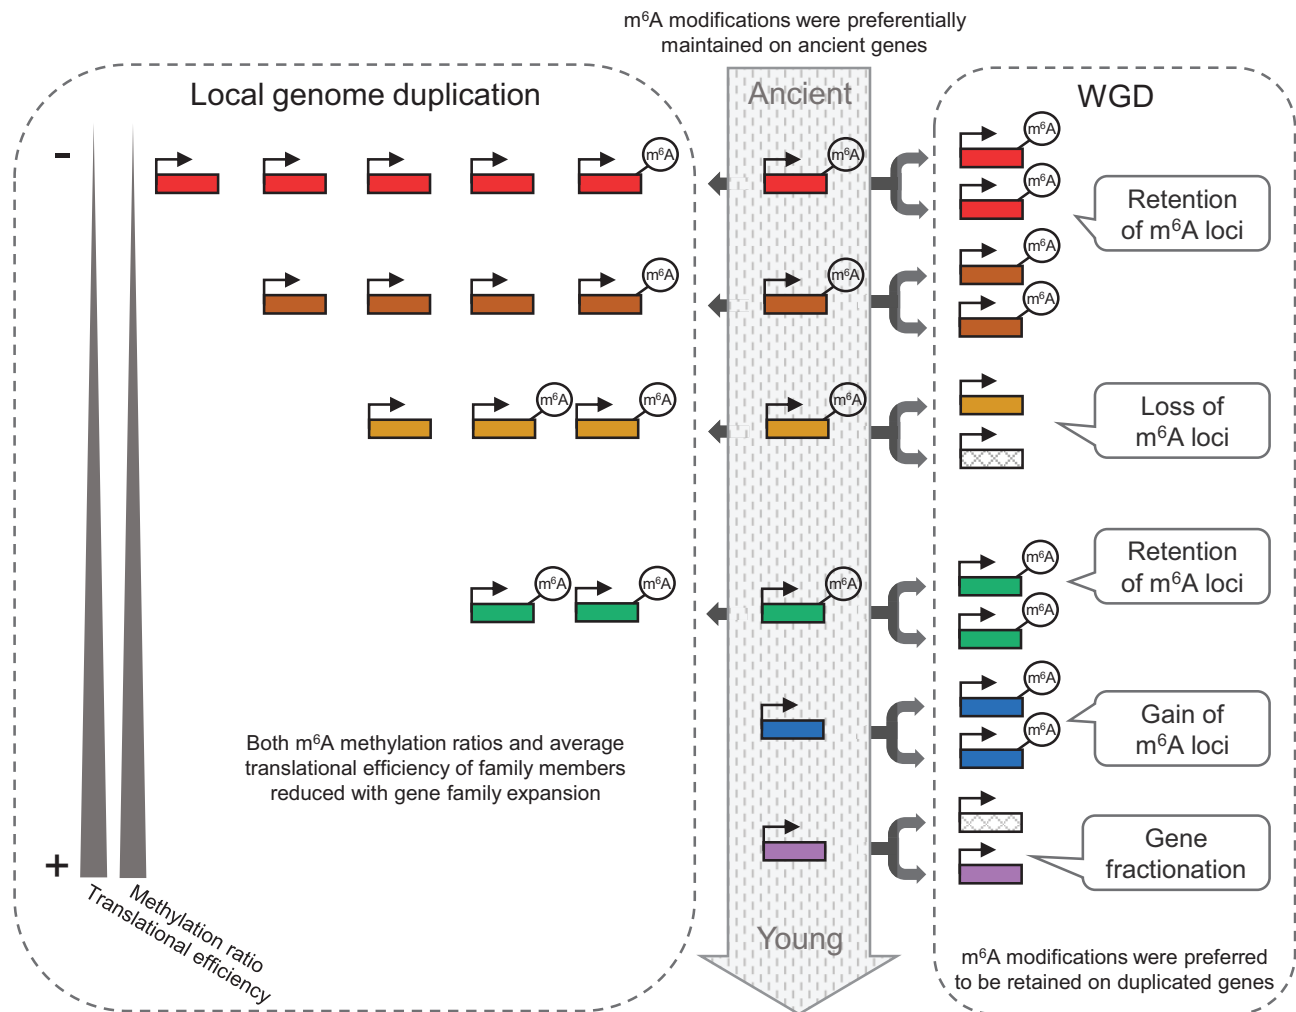 m⁶A modifications were preferentially
maintained on ancient genes
Local genome duplication
Ancient
WGD
-
m⁶A
m⁶A
m⁶A
m⁶A
Retention
of m⁶A loci
m⁶A
m⁶A
m⁶A
m⁶A
m⁶A
m⁶A
m⁶A
Loss of
m⁶A loci
m⁶A
m⁶A
m⁶A
m⁶A
m⁶A
Retention
of m⁶A loci
m⁶A
m⁶A
Gain of
m⁶A loci
Both m⁶A methylation ratios and average
translational efficiency of family members
reduced with gene family expansion
Gene
fractionation
+
Methylation ratio
Translational efficiency
Young
m⁶A modifications were preferred
to be retained on duplicated genes